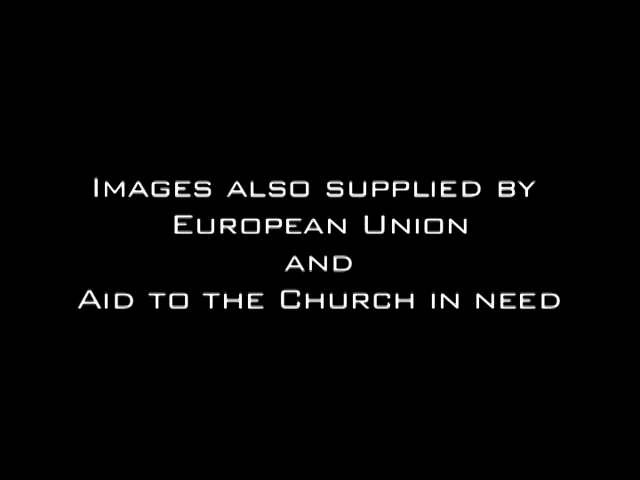 Images also supplied by
European Union
and
Aid to the Church in need